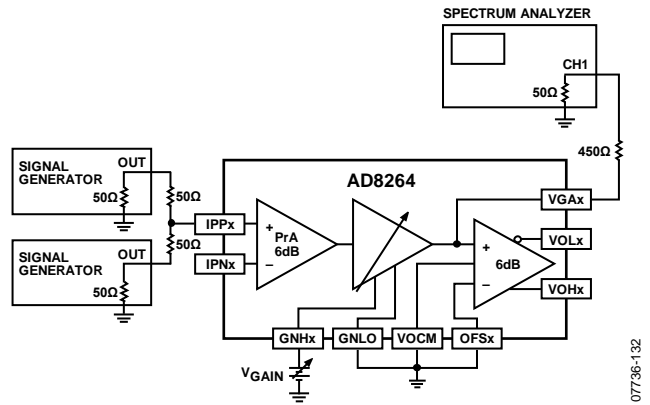 SPECTRUM ANALYZER
CH1
50Ω
450Ω
SIGNAL GENERATOR
OUT
50Ω
50Ω
SIGNAL GENERATOR
OUT
50Ω
50Ω
AD8264
IPPx
IPNx
+
−
PrA
6dB
+
−
6dB
VGAx
VOLx
VOHx
GNHx
GNLO
VOCM
OFSx
VGAIN
07736-132